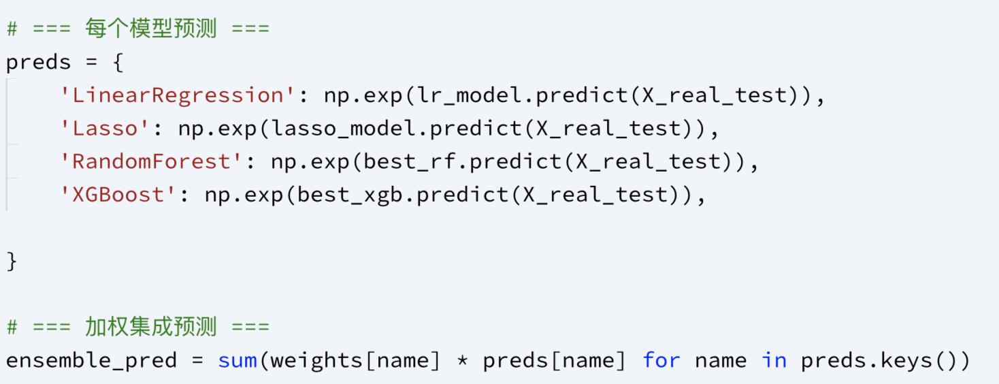 # === 每个模型预测 ===
preds = {
    'LinearRegression': np.exp(lr_model.predict(X_real_test)),
    'Lasso': np.exp(lasso_model.predict(X_real_test)),
    'RandomForest': np.exp(best_rf.predict(X_real_test)),
    'XGBoost': np.exp(best_xgb.predict(X_real_test)),
}
# === 加权集成预测 ===
ensemble_pred = sum(weights[name] * preds[name] for name in preds.keys())